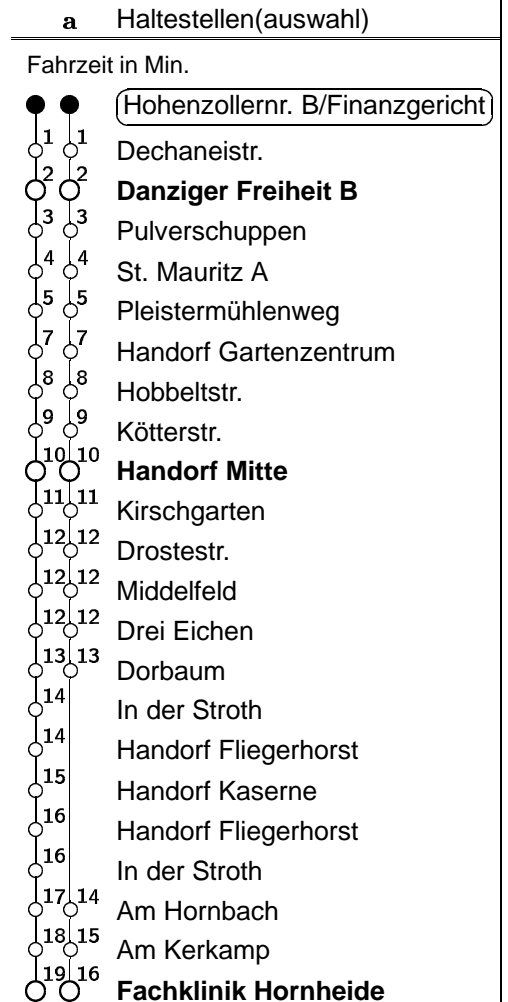 a Haltestellen(auswahl)
Fahrzeit in Min.
Hohenzollernr. B/Finanzgericht
1 1 Dechaneistr.
2 2 Danziger Freiheit B
3 3 Pulverschuppen
4 4 St. Mauritz A
5 5 Pleistermühlenweg
7 7 Handorf Gartenzentrum
8 8 Hobbeltstr.
9 9 Kötterstr.
10 10 Handorf Mitte
11 11 Kirschgarten
12 12 Drostestr.
12 12 Middelfeld
12 12 Drei Eichen
13 13 Dorbaum
14 In der Stroth
14 Handorf Fliegerhorst
15 Handorf Kaserne
16 Handorf Fliegerhorst
16 In der Stroth
17 14 Am Hornbach
18 15 Am Kerkamp
19 16 Fachklinik Hornheide